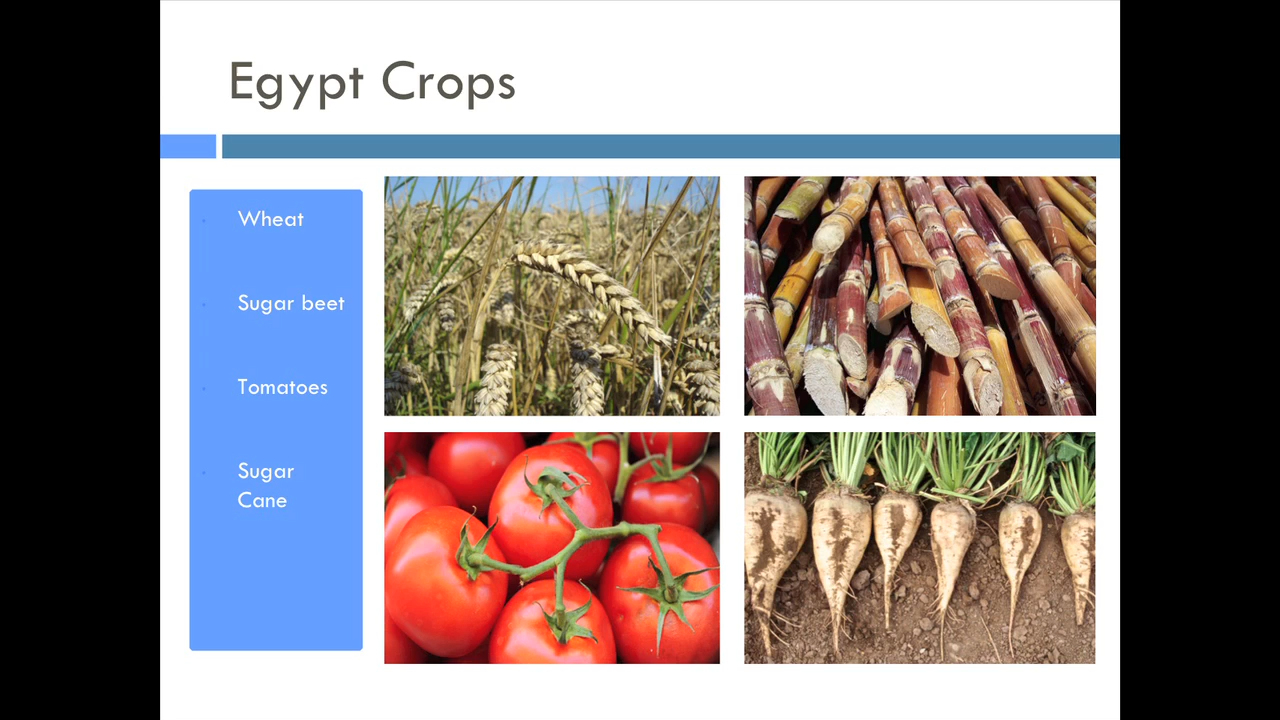 Egypt Crops
Wheat
Sugar beet
Tomatoes
Sugar
Cane